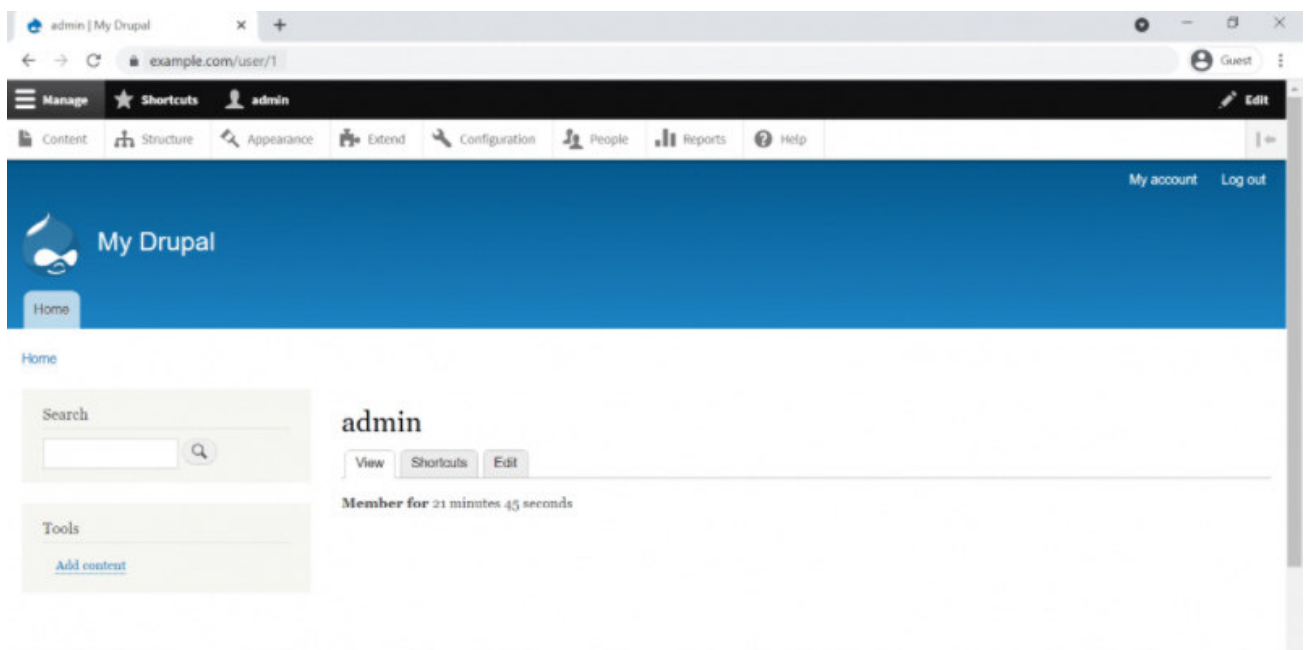 admin | My Drupal
example.com/user/1 Guest
Manage Shortcuts admin Edit
Content Structure Appearance Extend Configuration People Reports Help
My account Log out
My Drupal
Home
Home
Search
admin
View Shortcuts Edit
Member for 21 minutes 45 seconds
Tools
Add content